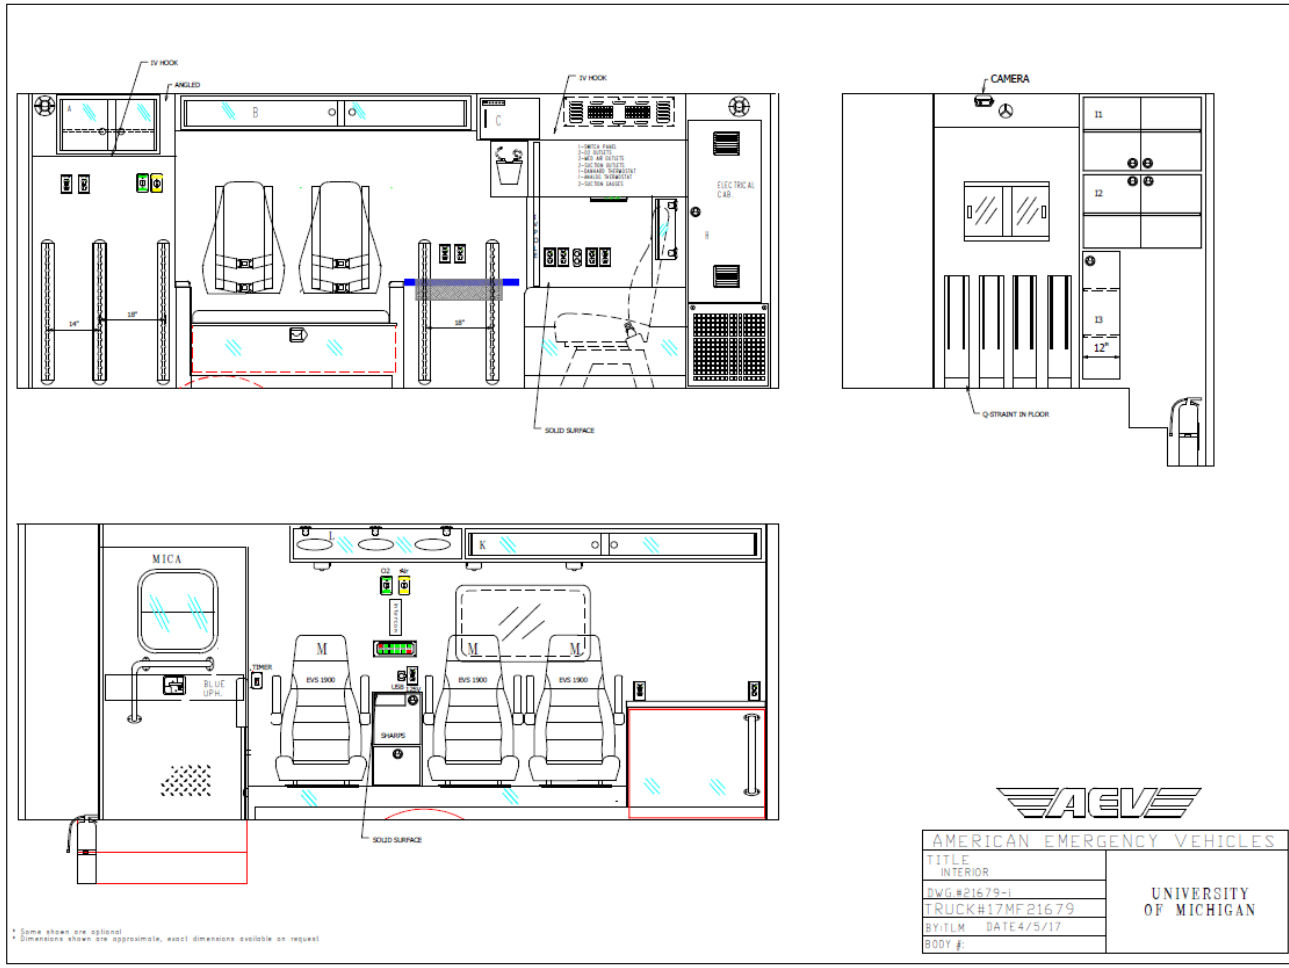 IV HOOK
ANGLED
IV HOOK
CAMERA
A
B
C
I1
1-SWITCH PANEL
2-O2 OUTLETS
2-MED AIR OUTLETS
2-SUCTION OUTLETS
1-DANHARD THERMOSTAT
1-ANALOG THERMOSTAT
2-SUCTION GAUGES
ELECTRICAL
CAB.
H
I2
14"
18"
18"
I3
12"
Q-STRAINT IN FLOOR
SOLID SURFACE
MICA
L
K
O2 Air
M
M
M
TIMER
BLUE
UPH.
EVS 1900
EVS 1900
EVS 1900
USB 125V
SHARPS
SOLID SURFACE
AEV
AMERICAN EMERGENCY VEHICLES
TITLE
INTERIOR
DWG.#21679-i
TRUCK#17MF21679
BY:TLM DATE4/5/17
BODY #:
UNIVERSITY
OF MICHIGAN
* Some shown are optional
* Dimensions shown are approximate, exact dimensions available on request